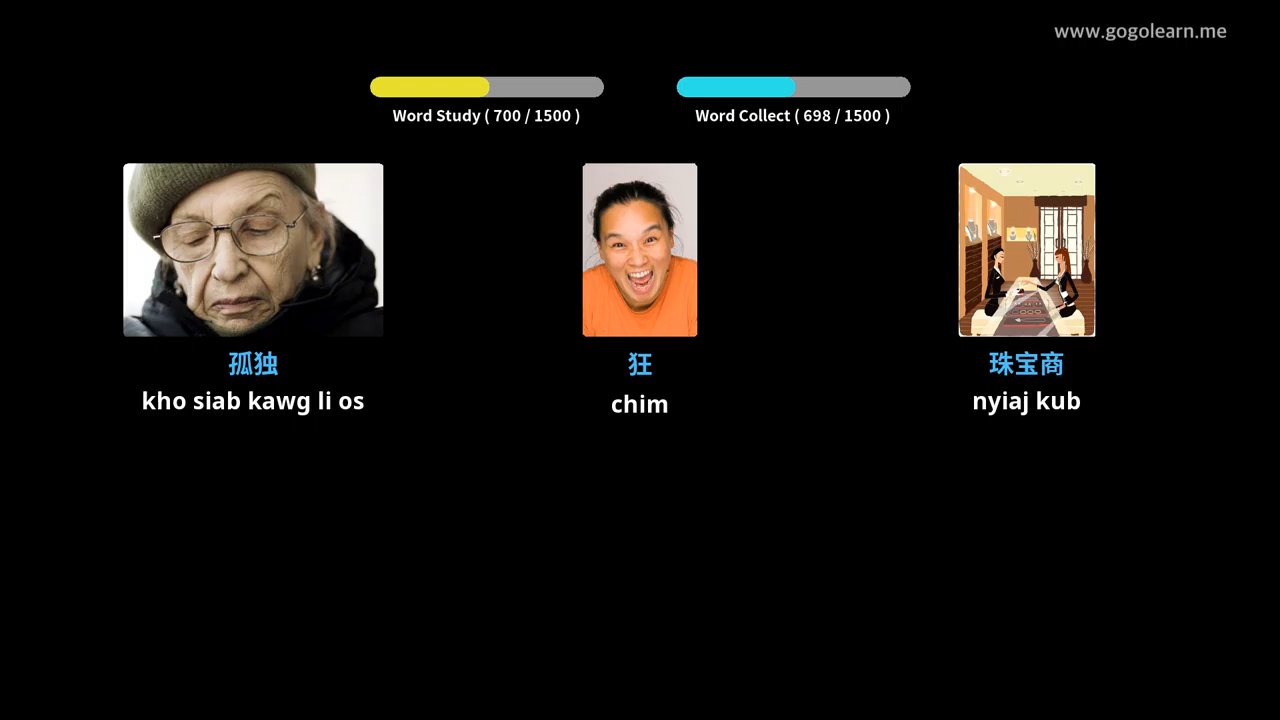 www.gogolearn.me
Word Study ( 700 / 1500 )
Word Collect ( 698 / 1500 )
孤独
狂
珠宝商
kho siab kawg li os
chim
nyiaj kub